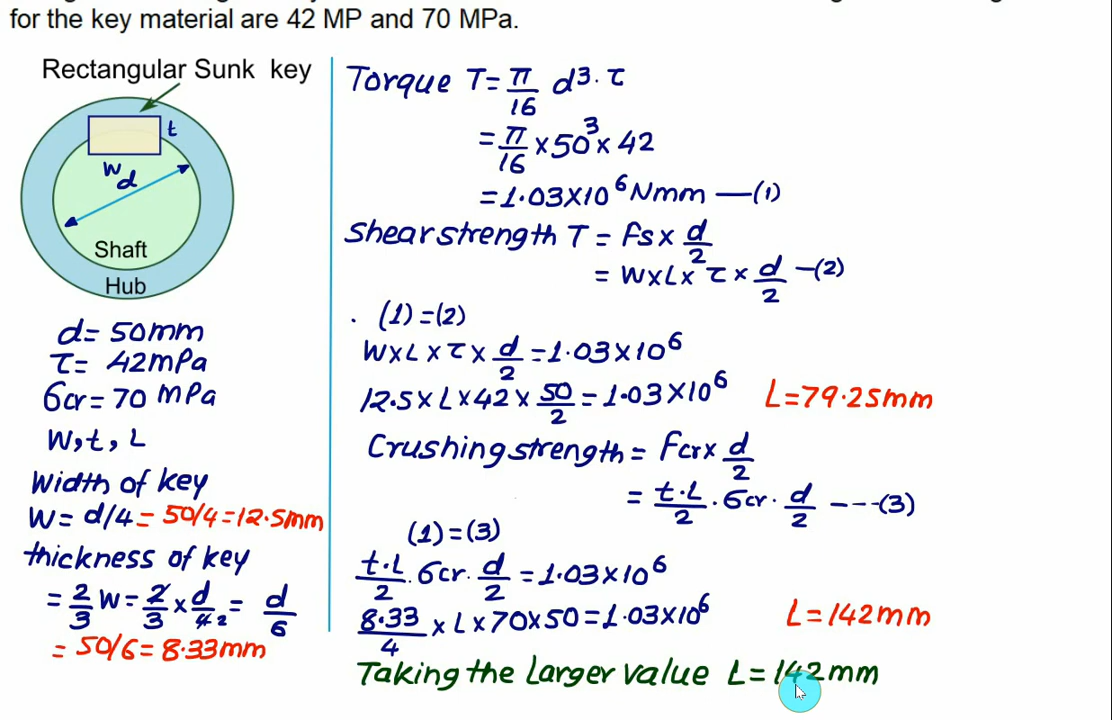 for the key material are 42 MP and 70 MPa.
Rectangular Sunk key
t
W
d
Shaft
Hub
d= 50mm
τ= 42mPa
σcr= 70 MPa
W, t, L
Width of key
W= d/4 = 50/4 = 12.5mm
thickness of key
= 2/3 W = 2/3 × d/4 2 = d/6
= 50/6 = 8.33mm
Torque T= π/16 d³. τ
= π/16 × 50³ × 42
= 1.03×10⁶ Nmm —(1)
Shear strength T = Fs × d/2
= W×L× τ × d/2 —(2)
. (1) = (2)
W×L×τ× d/2 = 1.03×10⁶
12.5×L×42× 50/2 = 1.03×10⁶ L=79.25mm
Crushing strength = Fcr× d/2
= t.L/2 . σcr . d/2 ---(3)
(1) = (3)
t.L/2 . σcr . d/2 = 1.03×10⁶
8.33/4 × L×70×50 = 1.03×10⁶ L=142mm
Taking the Larger value L= 142mm